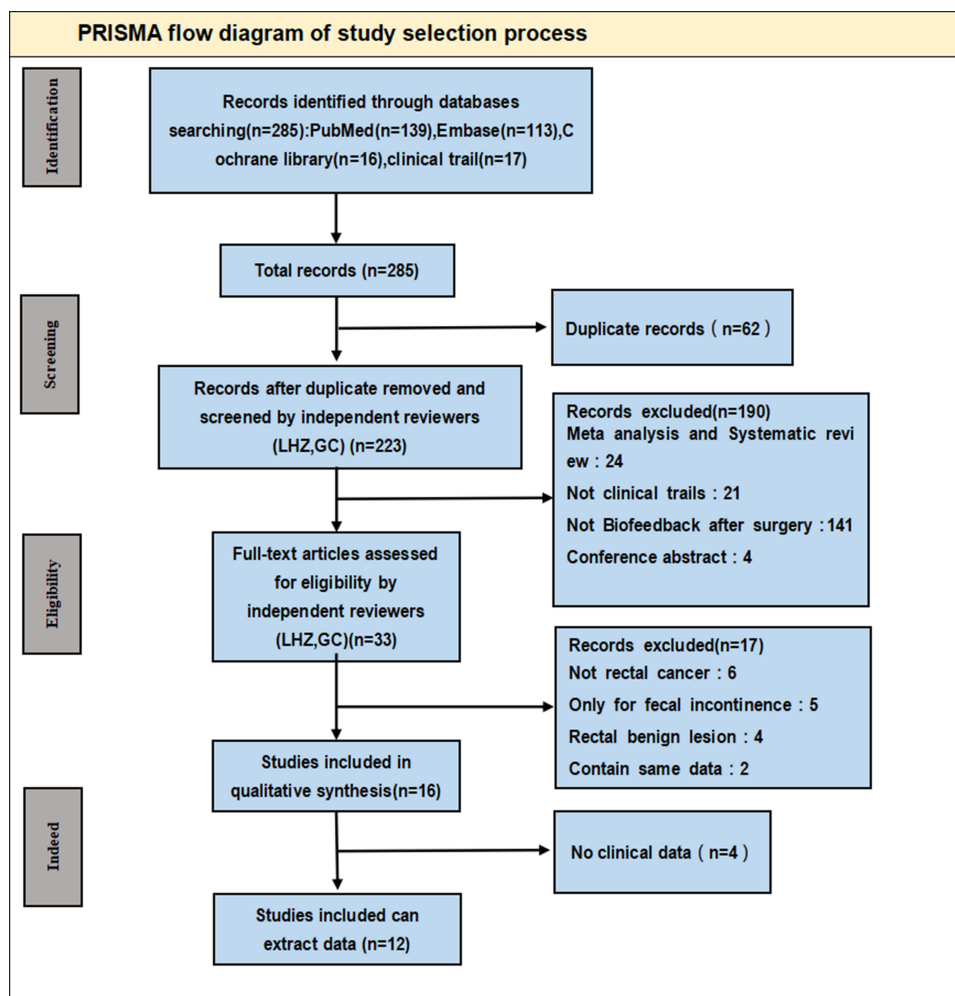 PRISMA flow diagram of study selection process
Identification
Records identified through databases
searching(n=285):PubMed(n=139),Embase(n=113),C
ochrane library(n=16),clinical trail(n=17)
Total records (n=285)
Screening
Duplicate records ( n=62 )
Records after duplicate removed and
screened by independent reviewers
(LHZ,GC) (n=223)
Records excluded(n=190)
Meta analysis and Systematic revi
ew : 24
Not clinical trails : 21
Not Biofeedback after surgery :141
Conference abstract : 4
Eligibility
Full-text articles assessed
for eligibility by
independent reviewers
(LHZ,GC)(n=33)
Records excluded(n=17)
Not rectal cancer : 6
Only for fecal incontinence : 5
Rectal benign lesion : 4
Contain same data : 2
Studies included in
qualitative synthesis(n=16)
Indeed
No clinical data ( n=4 )
Studies included can
extract data (n=12)